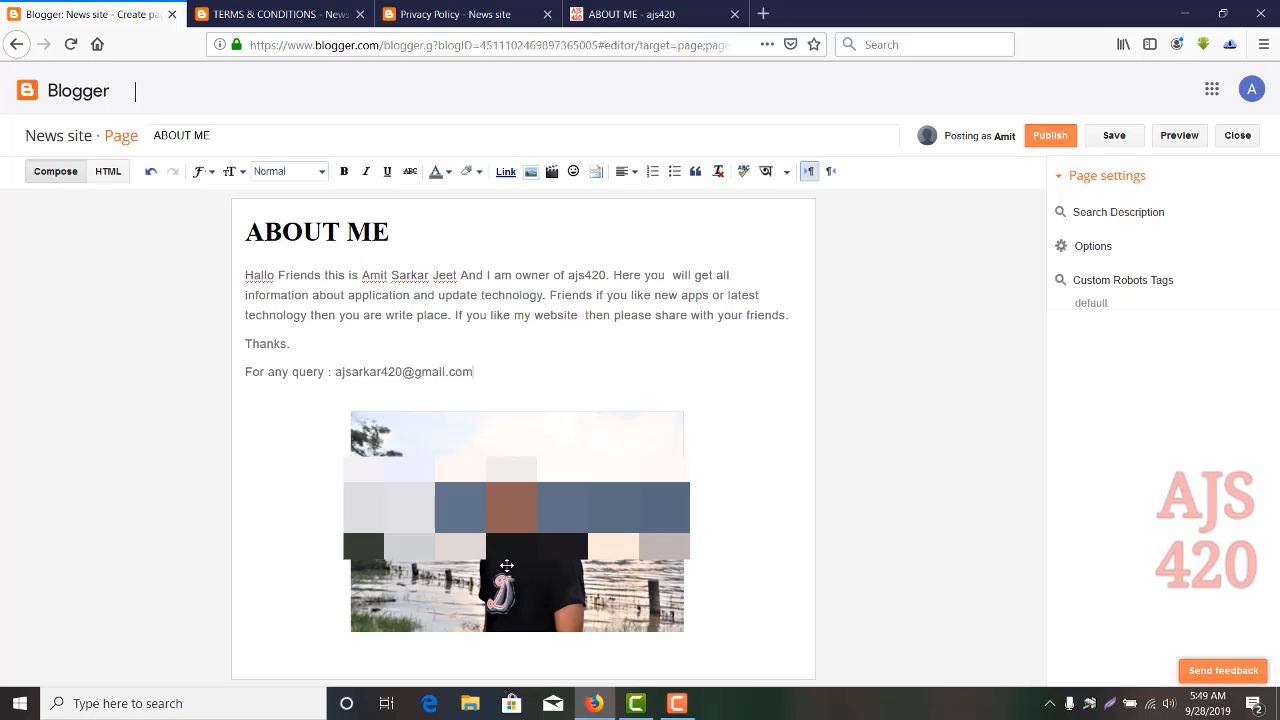 Blogger: News site - Create pa
TERMS & CONDITIONS - News
Privacy Policy - News site
AJS 420
ABOUT ME - ajs420
https://www.blogger.com/blogger.g?blogID=4511102469897365005#editor/target=page;page
Search
Blogger
A
News site · Page
ABOUT ME
Posting as Amit
Publish
Save
Preview
Close
Compose
HTML
Normal
B I U ABC
Link
Page settings
Search Description
Options
Custom Robots Tags
default
ABOUT ME
Hallo Friends this is Amit Sarkar Jeet And I am owner of ajs420. Here you will get all
information about application and update technology. Friends if you like new apps or latest
technology then you are write place. If you like my website then please share with your friends.
Thanks.
For any query : ajsarkar420@gmail.com
D
AJS
420
Send feedback
Type here to search
5:49 AM
9/28/2019
2